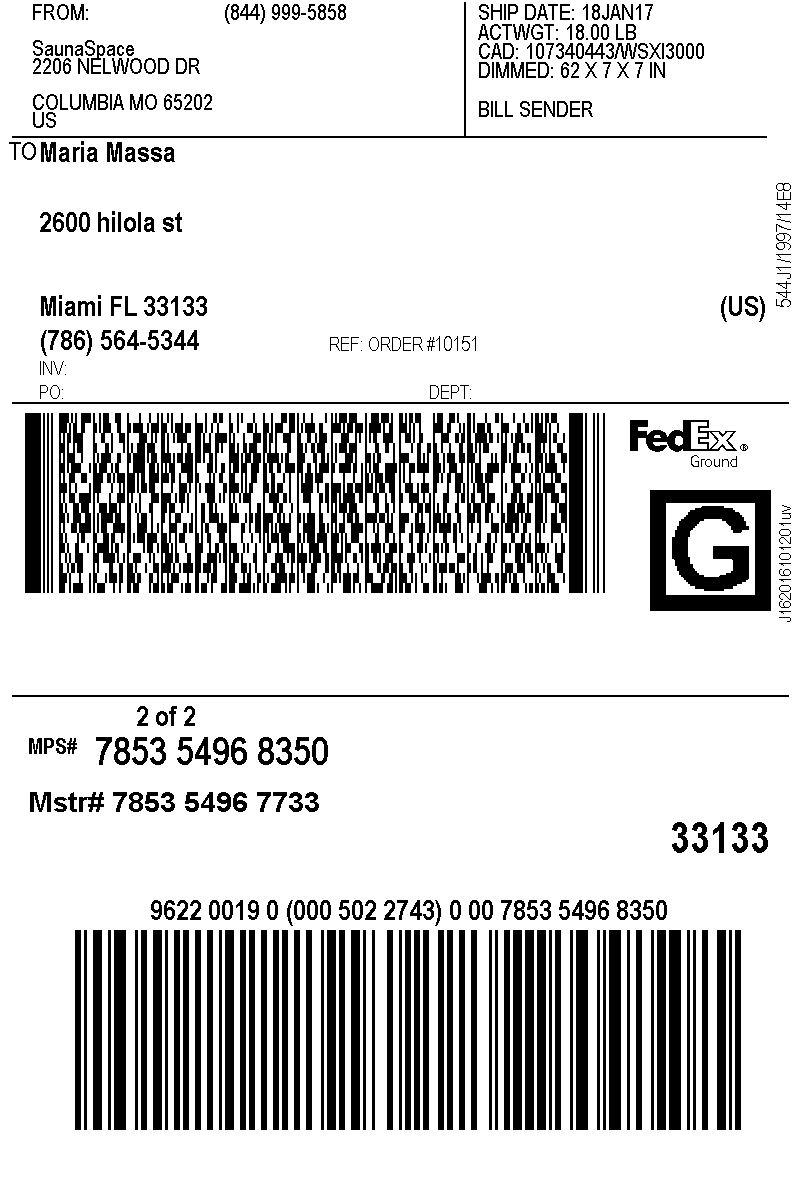 FROM: (844) 999-5858
SaunaSpace
2206 NELWOOD DR
COLUMBIA MO 65202
US
SHIP DATE: 18JAN17
ACTWGT: 18.00 LB
CAD: 107340443/WSXI3000
DIMMED: 62 X 7 X 7 IN
BILL SENDER
TO Maria Massa
2600 hilola st
Miami FL 33133 (US)
(786) 564-5344 REF: ORDER #10151
INV:
PO: DEPT:
544J1/1997/14E8
FedEx®
Ground
G
J162016101201uv
2 of 2
MPS# 7853 5496 8350
Mstr# 7853 5496 7733
33133
9622 0019 0 (000 502 2743) 0 00 7853 5496 8350